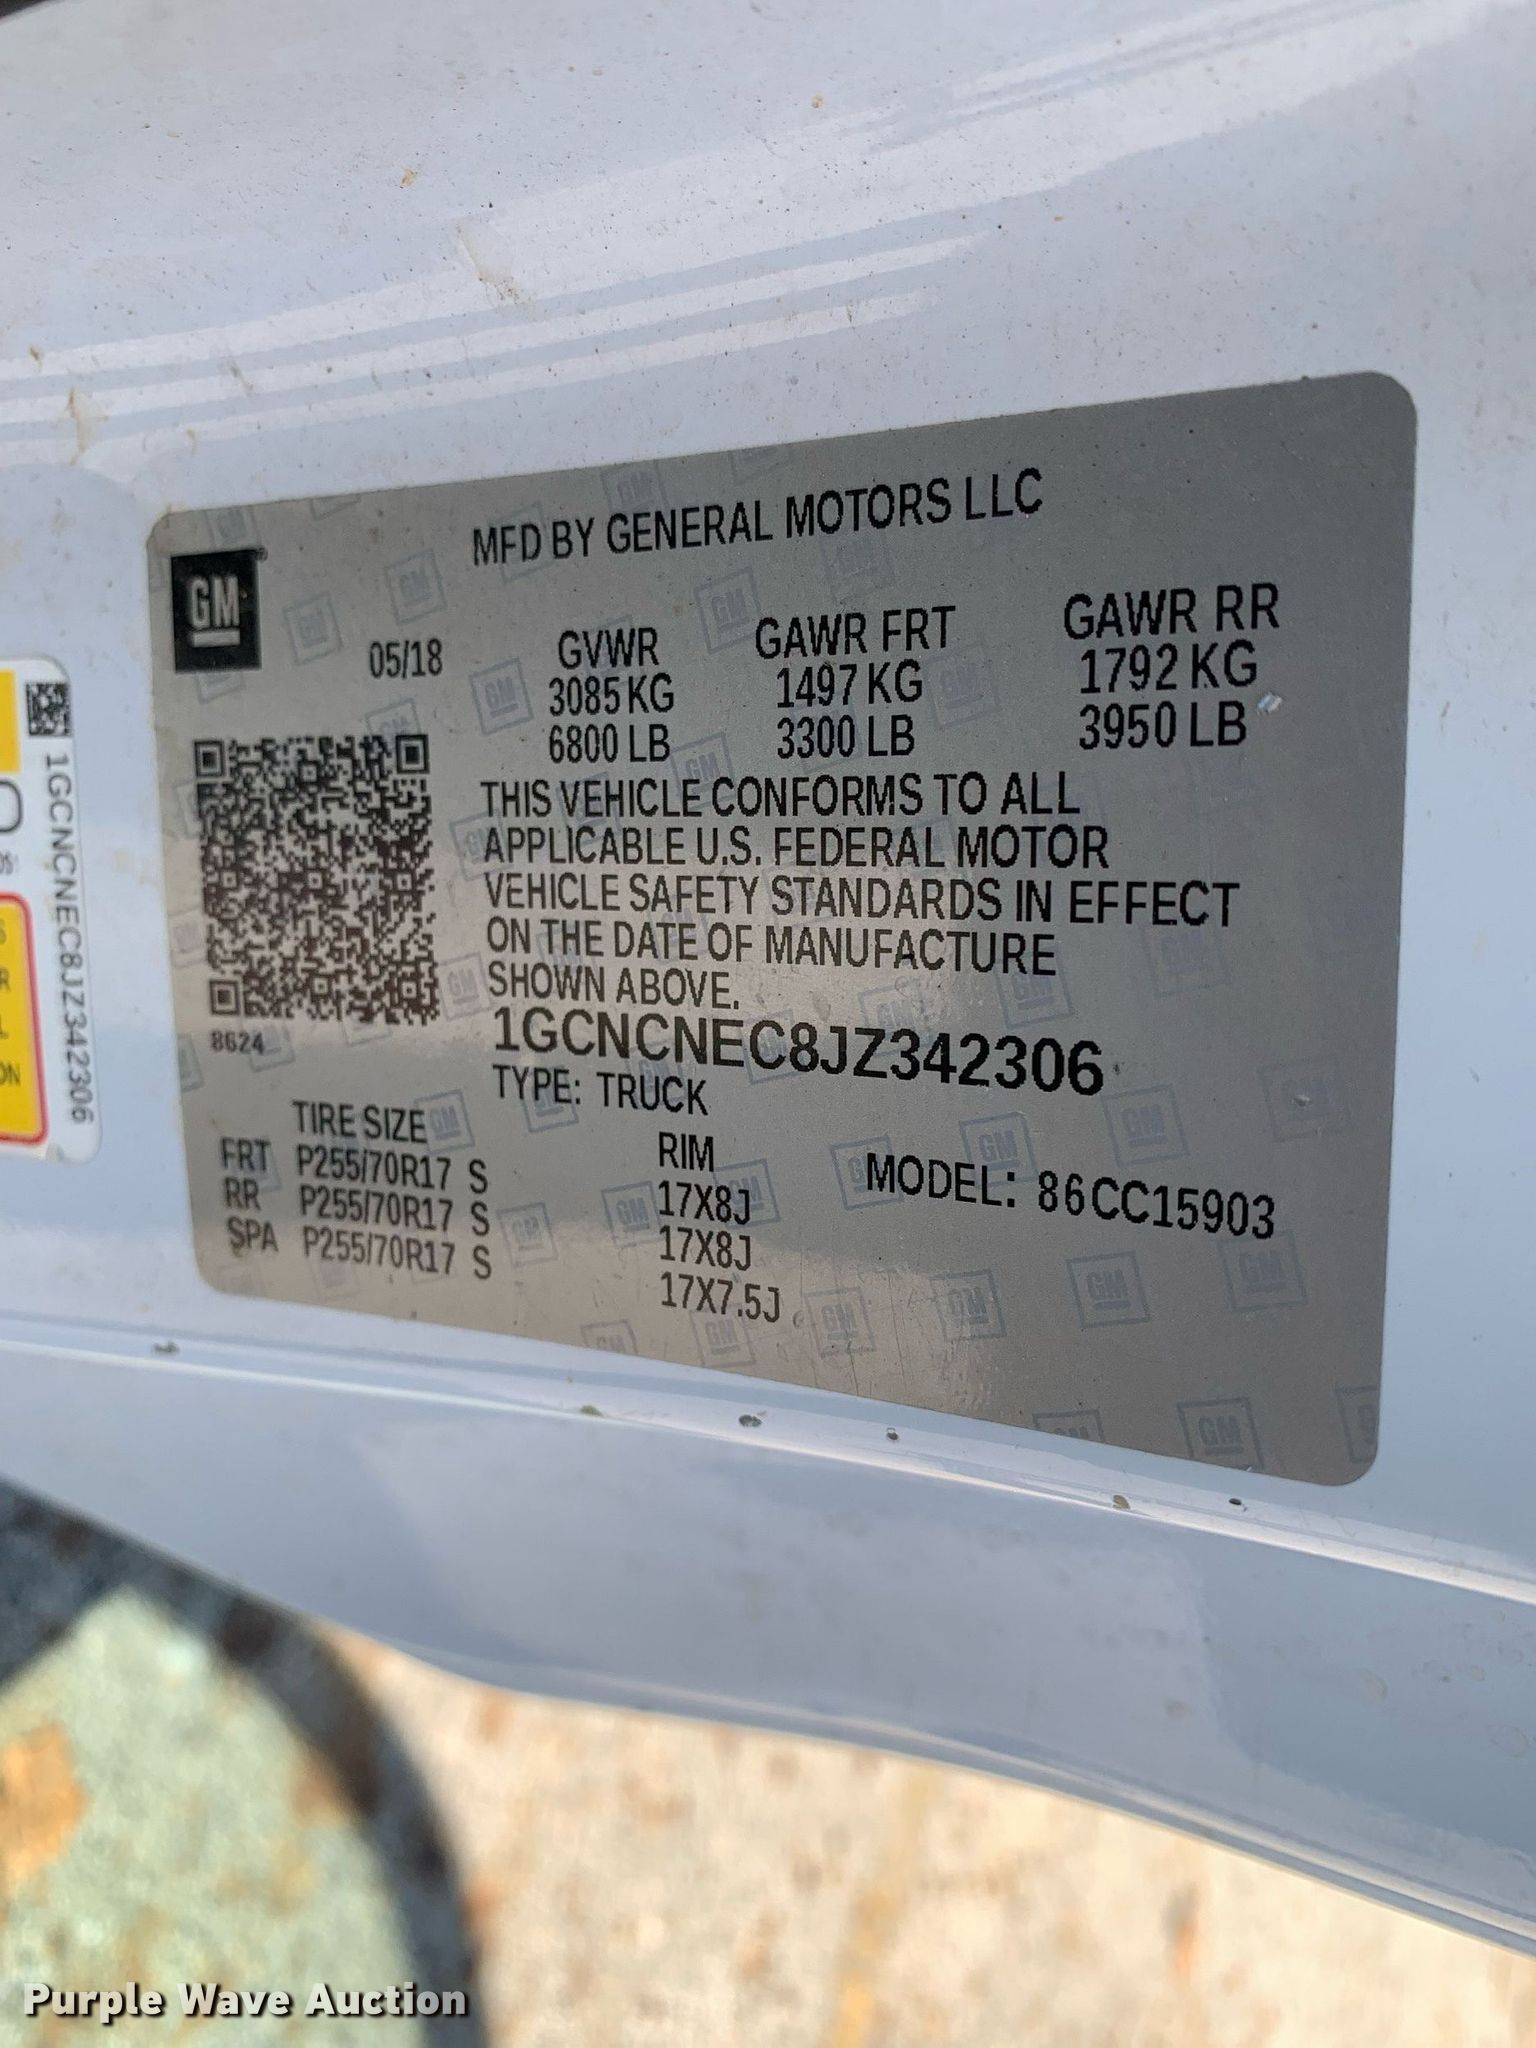 MFD BY GENERAL MOTORS LLC
GM
05/18
GVWR GAWR FRT GAWR RR
3085 KG 1497 KG 1792 KG
6800 LB 3300 LB 3950 LB
THIS VEHICLE CONFORMS TO ALL
APPLICABLE U.S. FEDERAL MOTOR
VEHICLE SAFETY STANDARDS IN EFFECT
ON THE DATE OF MANUFACTURE
SHOWN ABOVE.
8624
1GCNCNEC8JZ342306
TYPE: TRUCK
TIRE SIZE RIM
FRT P255/70R17 S 17X8J
RR P255/70R17 S 17X8J
SPA P255/70R17 S 17X7.5J
MODEL: 86CC15903
1GCNCNEC8JZ342306
Purple Wave Auction